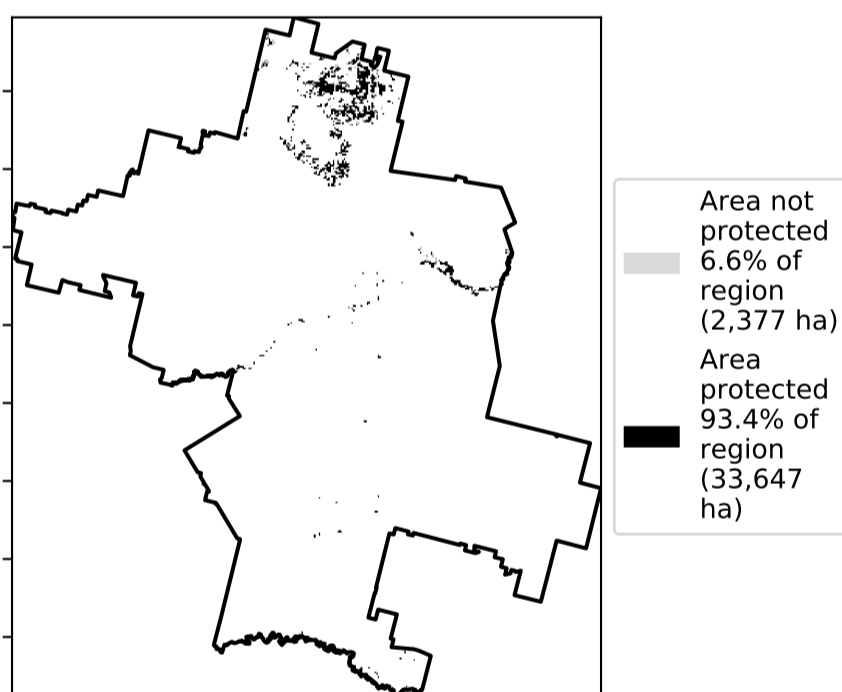 Area not
protected
6.6% of
region
(2,377 ha)
Area
protected
93.4% of
region
(33,647
ha)